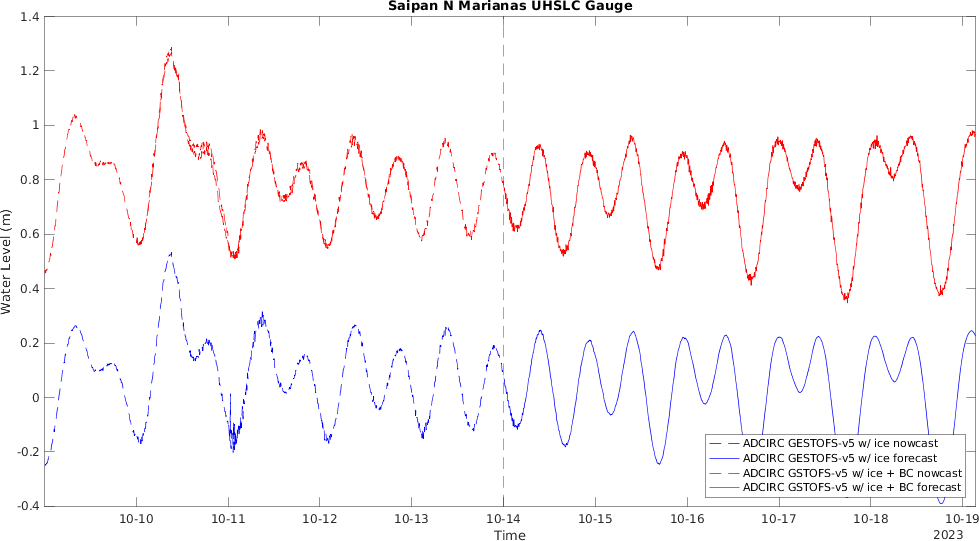 Saipan N Marianas UHSLC Gauge
Water Level (m)
1.4
1.2
1
0.8
0.6
0.4
0.2
0
-0.2
-0.4
ADCIRC GESTOFS-v5 w/ ice nowcast
ADCIRC GESTOFS-v5 w/ ice forecast
ADCIRC GSTOFS-v5 w/ ice + BC nowcast
ADCIRC GSTOFS-v5 w/ ice + BC forecast
10-10 10-11 10-12 10-13 10-14 10-15 10-16 10-17 10-18 10-19
Time
2023